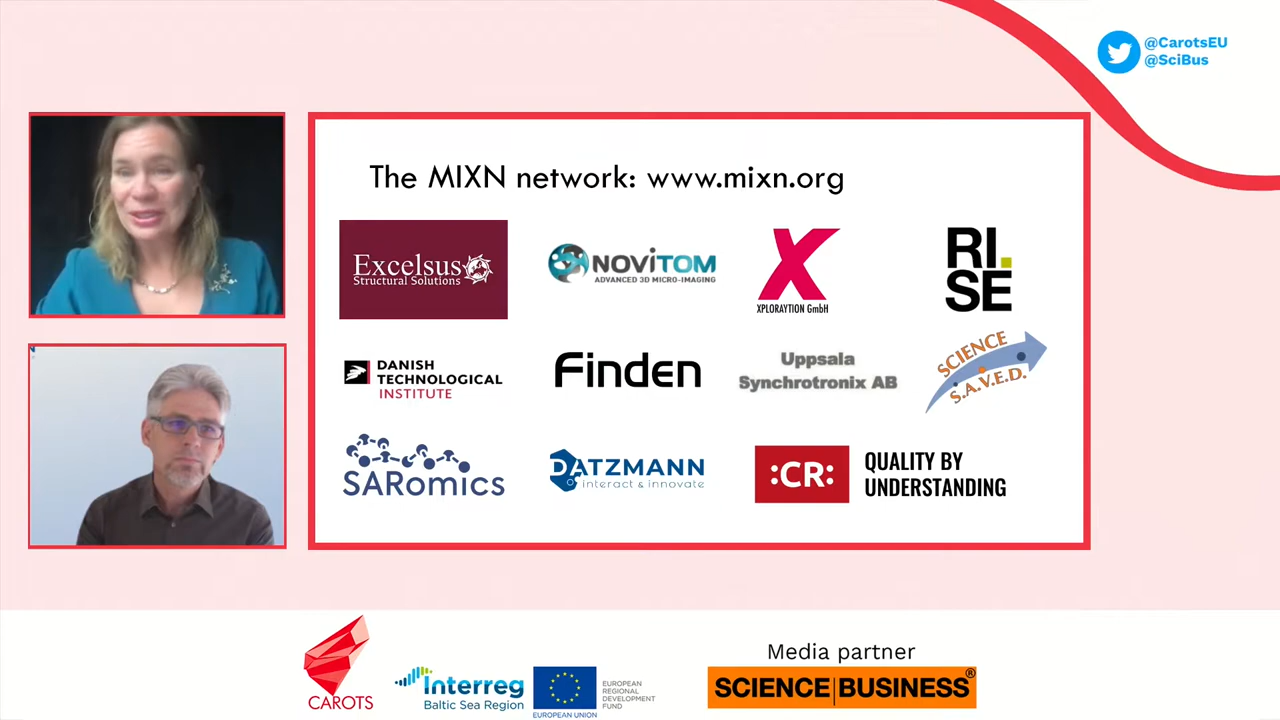 @CarotsEU
@SciBus
The MIXN network: www.mixn.org
Excelsus
Structural Solutions
NOVITOM
ADVANCED 3D MICRO-IMAGING
X
XPLORAYTION GmbH
RI.
SE
DANISH
TECHNOLOGICAL
INSTITUTE
Finden
Uppsala
Synchrotronix AB
SCIENCE
S.A.V.E.D.
SARomics
DATZMANN
interact & innovate
:CR:
QUALITY BY
UNDERSTANDING
CAROTS
Interreg
Baltic Sea Region
EUROPEAN UNION
EUROPEAN
REGIONAL
DEVELOPMENT
FUND
Media partner
SCIENCE|BUSINESS®